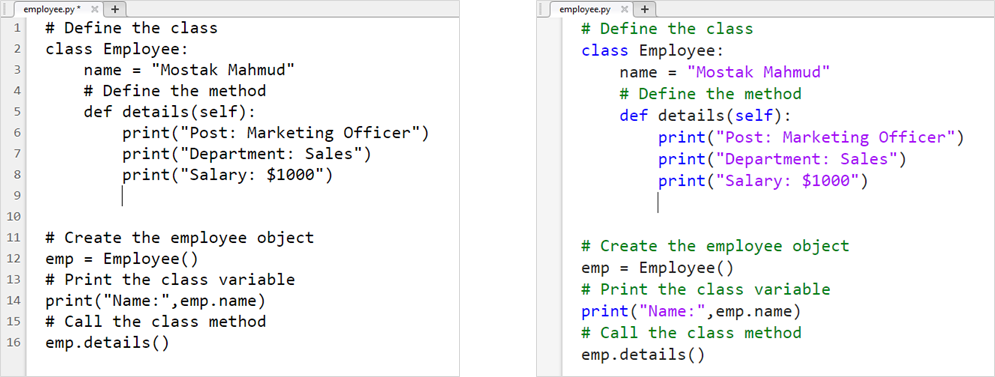 employee.py * × +
1 # Define the class
2 class Employee:
3     name = "Mostak Mahmud"
4     # Define the method
5     def details(self):
6         print("Post: Marketing Officer")
7         print("Department: Sales")
8         print("Salary: $1000")
9
10
11 # Create the employee object
12 emp = Employee()
13 # Print the class variable
14 print("Name:",emp.name)
15 # Call the class method
16 emp.details()
employee.py × +
# Define the class
class Employee:
    name = "Mostak Mahmud"
    # Define the method
    def details(self):
        print("Post: Marketing Officer")
        print("Department: Sales")
        print("Salary: $1000")
# Create the employee object
emp = Employee()
# Print the class variable
print("Name:",emp.name)
# Call the class method
emp.details()